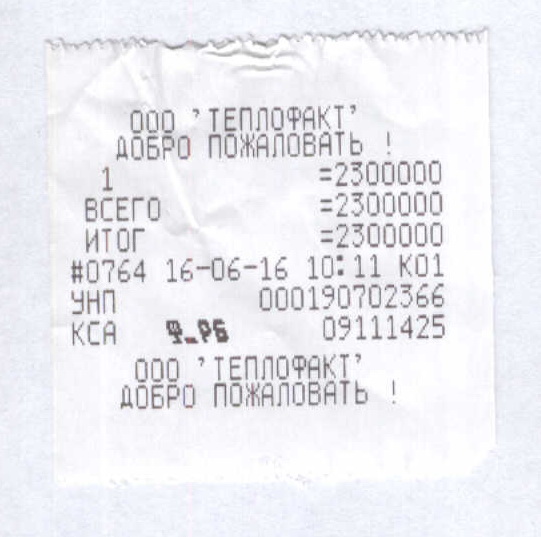 ООО 'ТЕПЛОФАКТ'
ДОБРО ПОЖАЛОВАТЬ !
1 =2300000
ВСЕГО =2300000
ИТОГ =2300000
#0764 16-06-16 10:11 К01
УНП 000190702366
КСА 09111425
ООО 'ТЕПЛОФАКТ'
ДОБРО ПОЖАЛОВАТЬ !